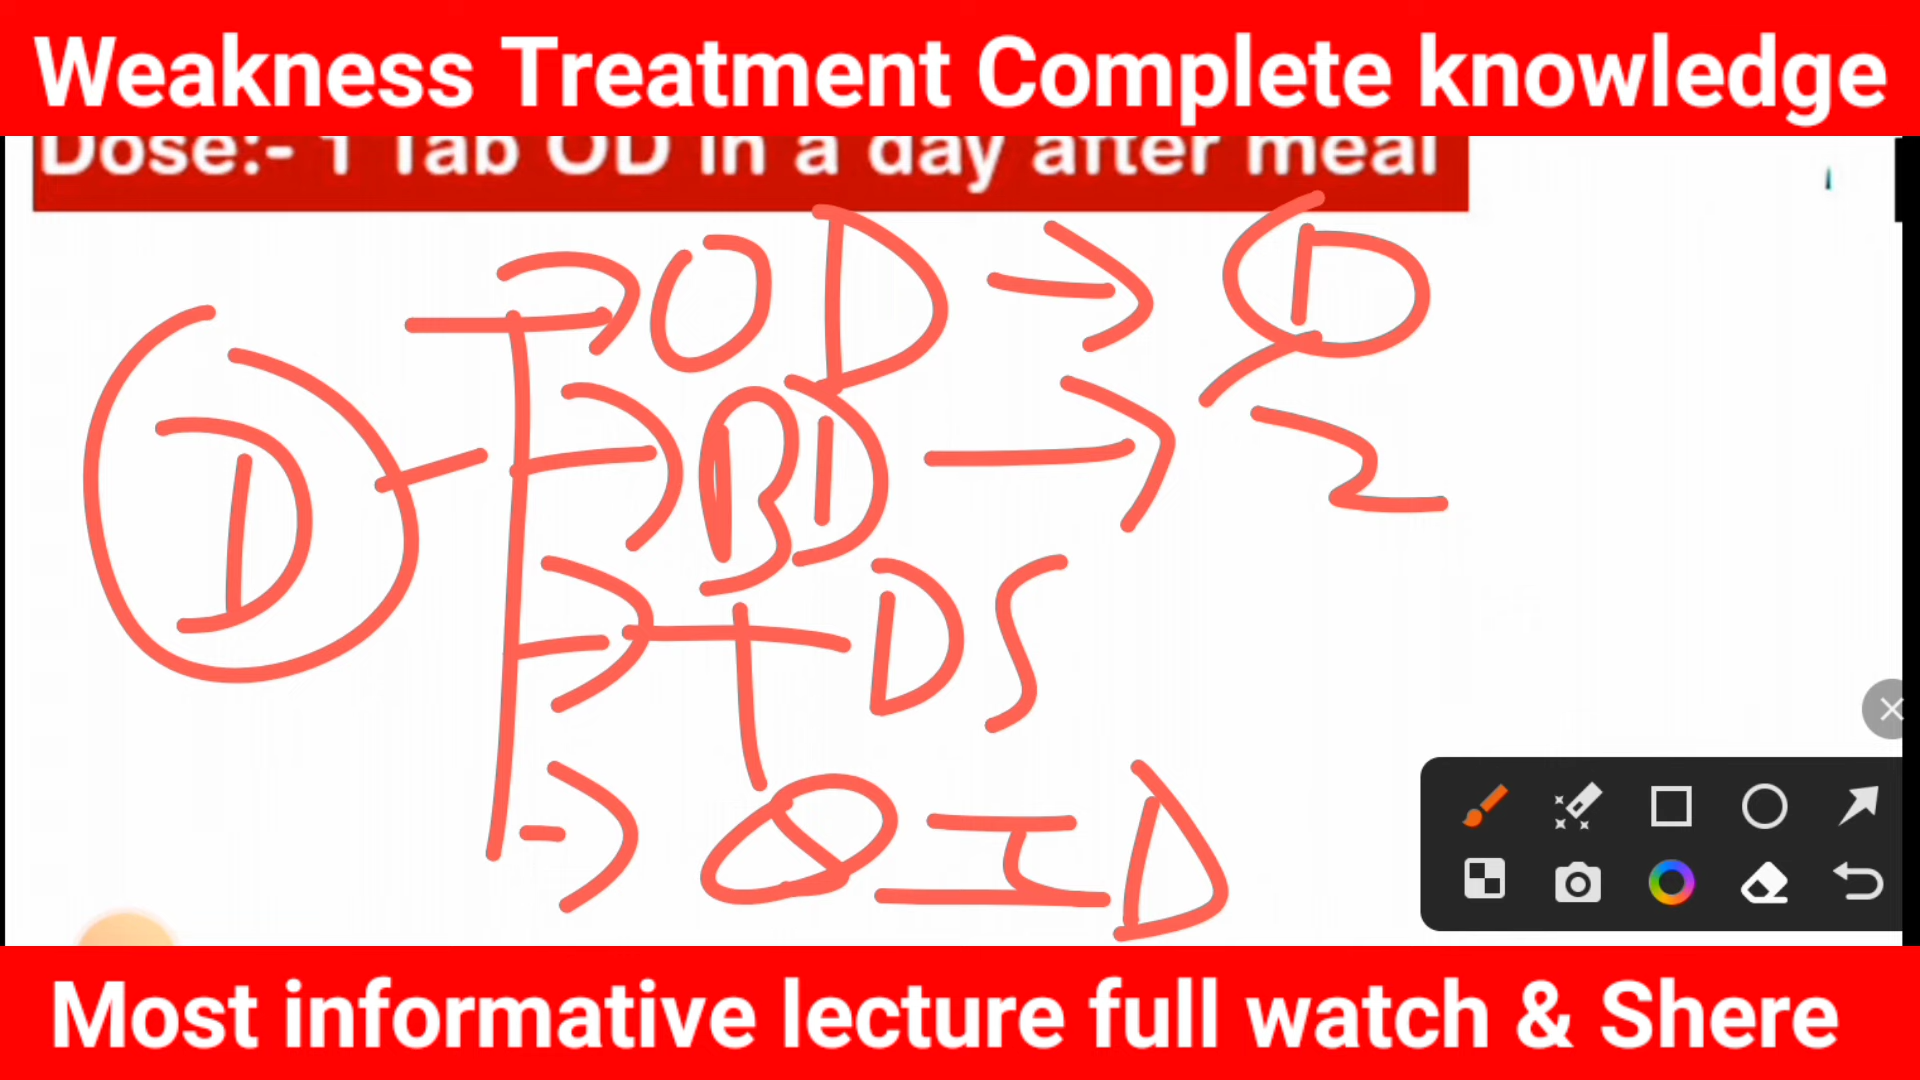 Weakness Treatment Complete knowledge
Dose:- 1 Tab OD in a day after meal
D
OD → 1
BD → 2
TDS
QID
Most informative lecture full watch & Shere